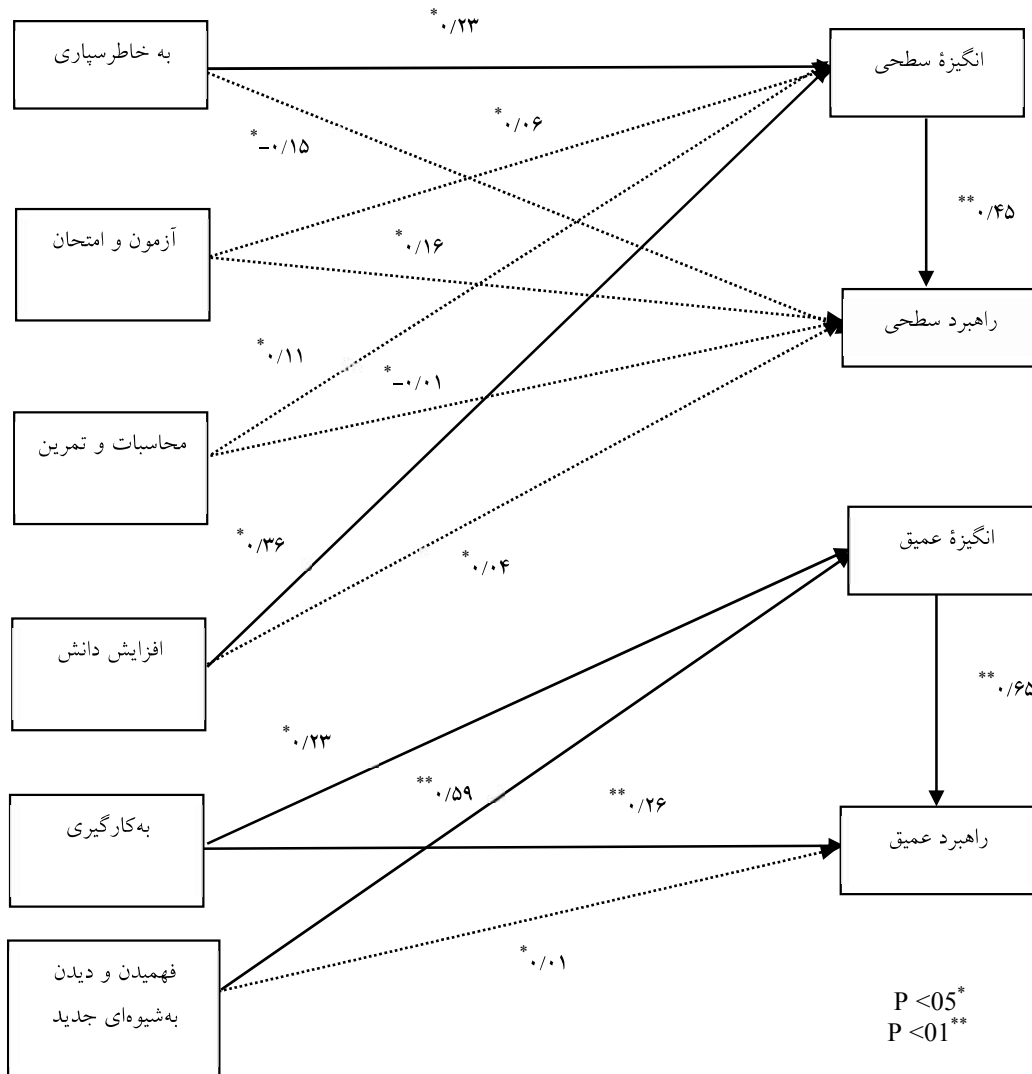 *۰/۲۳
به خاطرسپاری
انگیزهٔ سطحی
*۰/۰۶
*-۰/۱۵
**۰/۴۵
آزمون و امتحان
*۰/۱۶
راهبرد سطحی
*۰/۱۱
*-۰/۰۱
محاسبات و تمرین
*۰/۳۶
*۰/۰۴
انگیزهٔ عمیق
افزایش دانش
**۰/۶۵
*۰/۲۳
**۰/۵۹
**۰/۲۶
به‌کارگیری
راهبرد عمیق
*۰/۰۱
فهمیدن و دیدن
به‌شیوه‌ای جدید
P <05*
P <01**